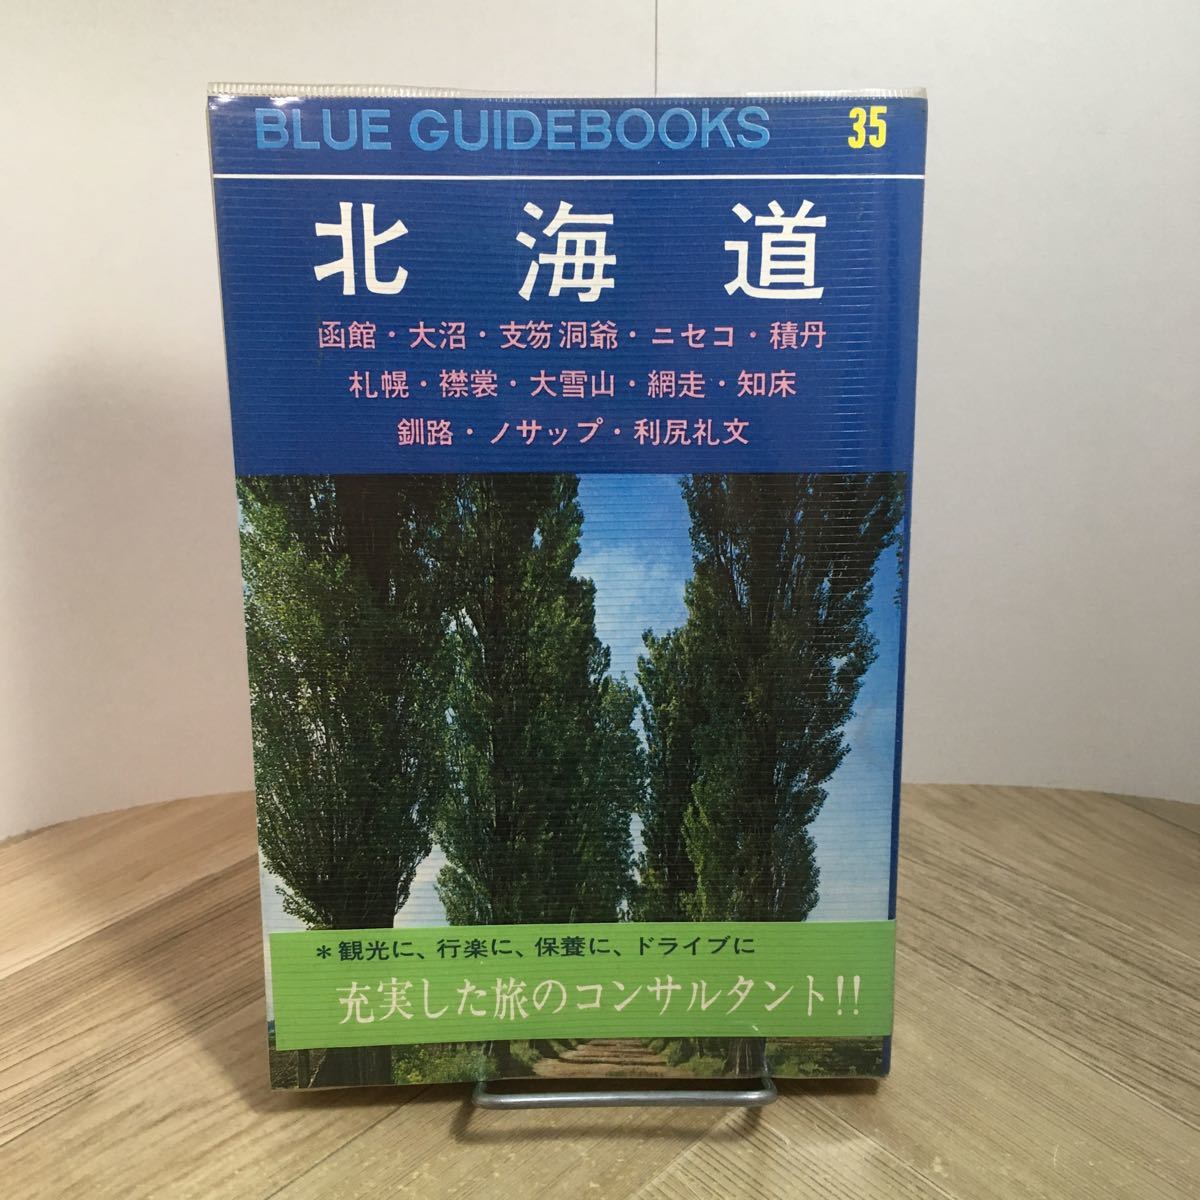 BLUE GUIDEBOOKS 35
北海道
函館・大沼・支笏洞爺・ニセコ・積丹
札幌・襟裳・大雪山・網走・知床
釧路・ノサップ・利尻礼文
*観光に、行楽に、保養に、ドライブに
充実した旅のコンサルタント!!